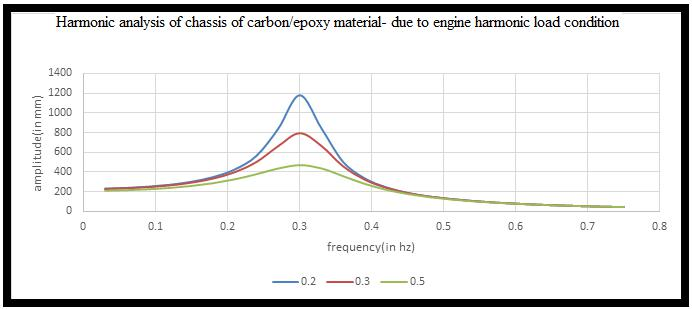 Harmonic analysis of chassis of carbon/epoxy material- due to engine harmonic load condition
1400
1200
1000
800
600
400
200
0
amplitude(in mm)
0 0.1 0.2 0.3 0.4 0.5 0.6 0.7 0.8
frequency(in hz)
0.2 0.3 0.5